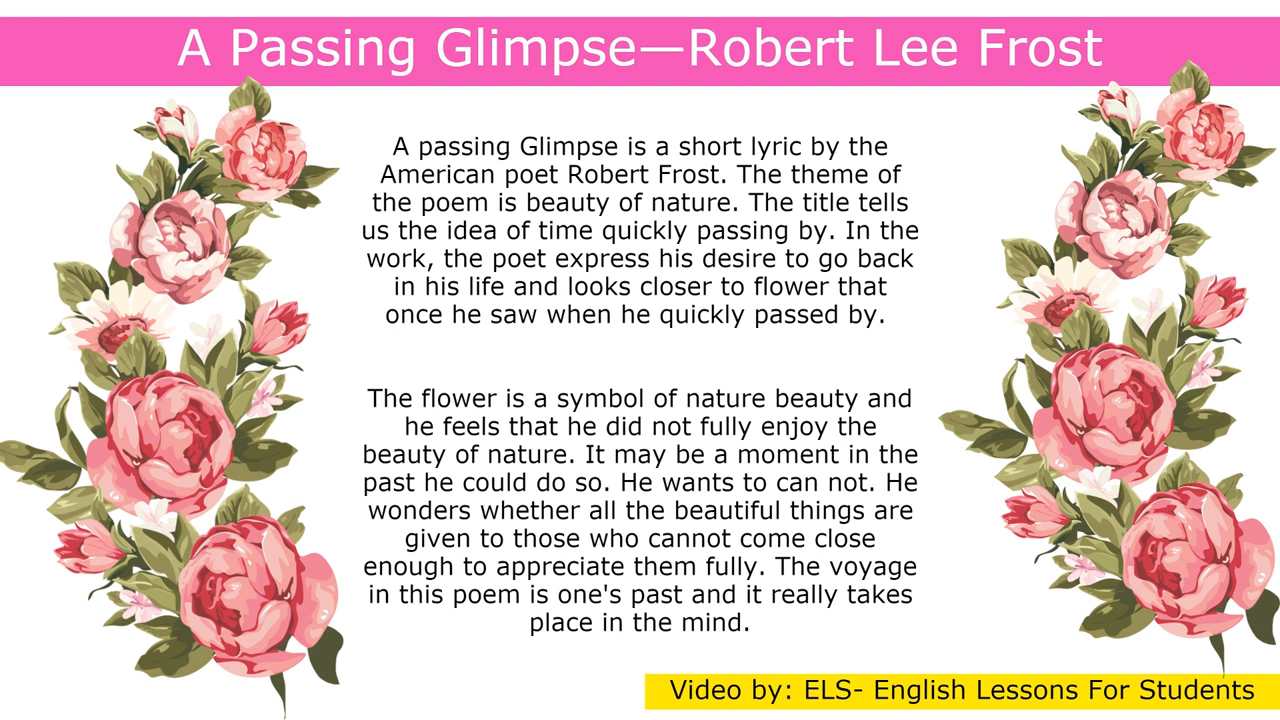 A Passing Glimpse—Robert Lee Frost
A passing Glimpse is a short lyric by the
American poet Robert Frost. The theme of
the poem is beauty of nature. The title tells
us the idea of time quickly passing by. In the
work, the poet express his desire to go back
in his life and looks closer to flower that
once he saw when he quickly passed by.
The flower is a symbol of nature beauty and
he feels that he did not fully enjoy the
beauty of nature. It may be a moment in the
past he could do so. He wants to can not. He
wonders whether all the beautiful things are
given to those who cannot come close
enough to appreciate them fully. The voyage
in this poem is one's past and it really takes
place in the mind.
Video by: ELS- English Lessons For Students